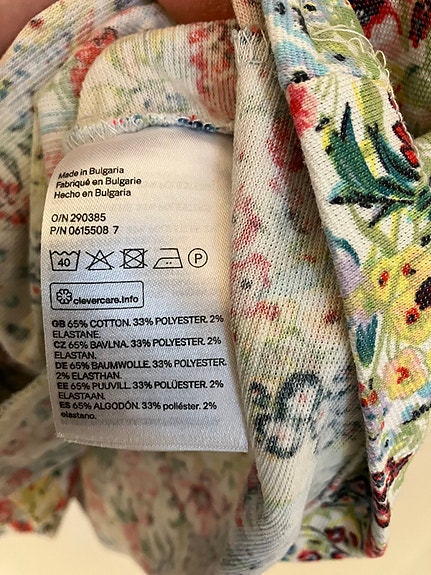 Made in Bulgaria
Fabriqué en Bulgarie
Hecho en Bulgaria
O/N 290385
P/N 0615508 7
40
P
clevercare.info
GB 65% COTTON. 33% POLYESTER. 2%
ELASTANE.
CZ 65% BAVLNA. 33% POLYESTER. 2%
ELASTAN.
DE 65% BAUMWOLLE. 33% POLYESTER.
2% ELASTHAN.
EE 65% PUUVILL. 33% POLÜESTER. 2%
ELASTAAN.
ES 65% ALGODÓN. 33% poliéster. 2%
elastano.